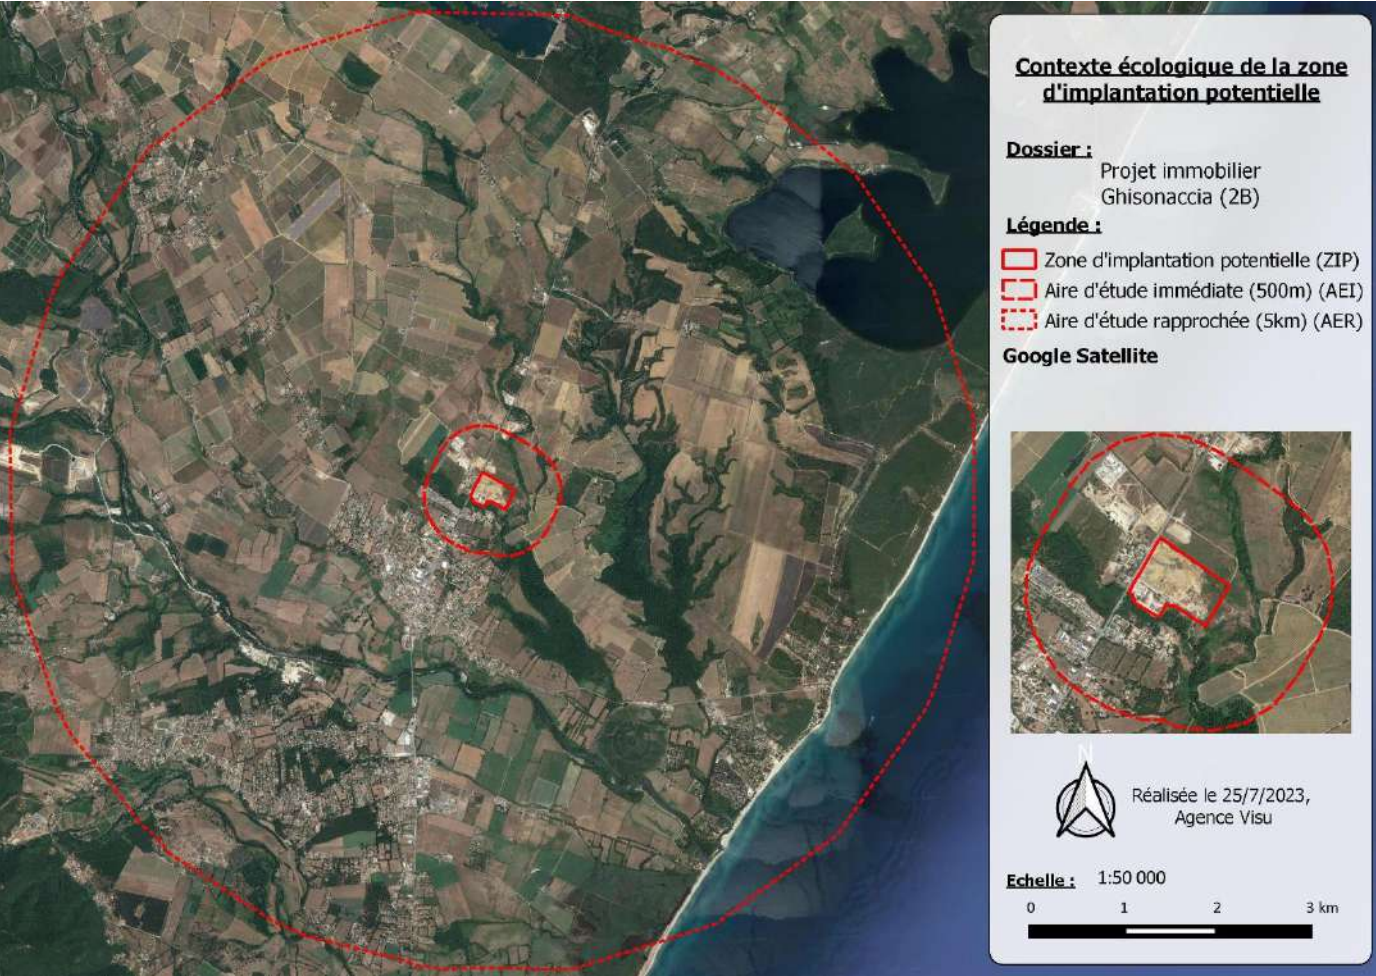 Contexte écologique de la zone
d'implantation potentielle
Dossier :
Projet immobilier
Ghisonaccia (2B)
Légende :
Zone d'implantation potentielle (ZIP)
Aire d'étude immédiate (500m) (AEI)
Aire d'étude rapprochée (5km) (AER)
Google Satellite
N
Réalisée le 25/7/2023,
Agence Visu
Echelle : 1:50 000
0 1 2 3 km